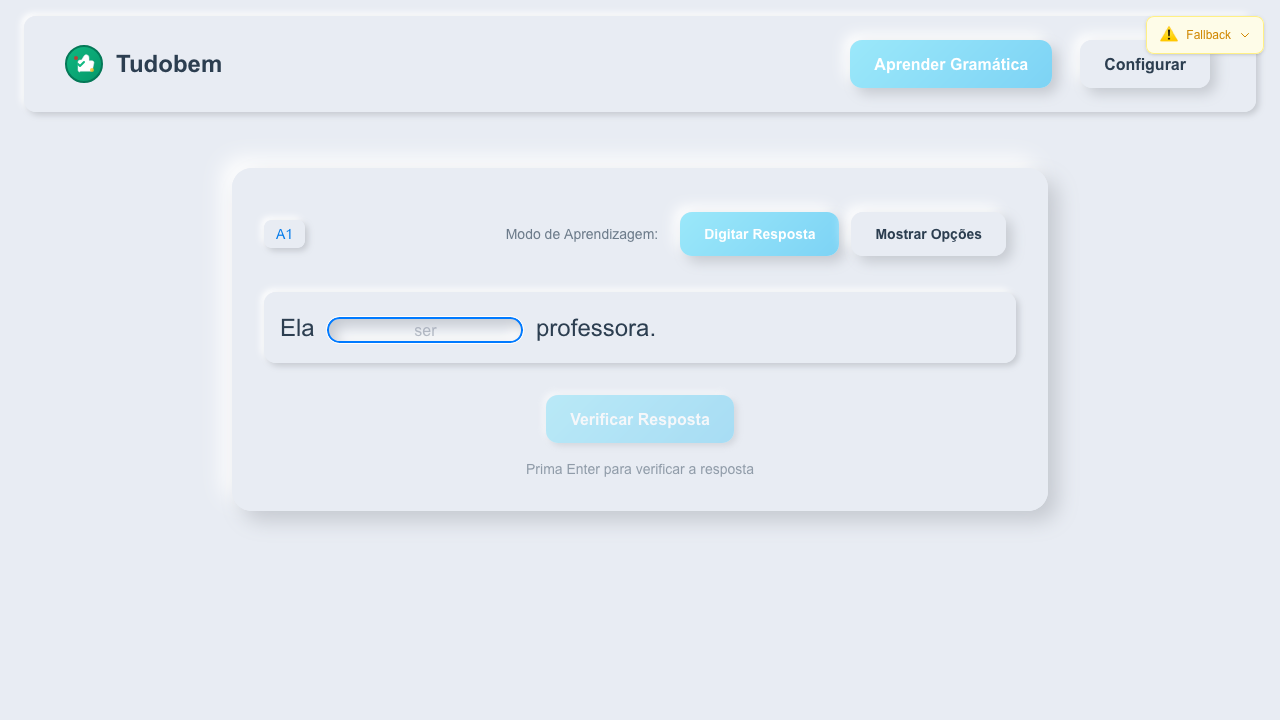 Tudobem
Aprender Gramática
Configurar
Fallback
A1
Modo de Aprendizagem:
Digitar Resposta
Mostrar Opções
Ela ser professora.
Verificar Resposta
Prima Enter para verificar a resposta